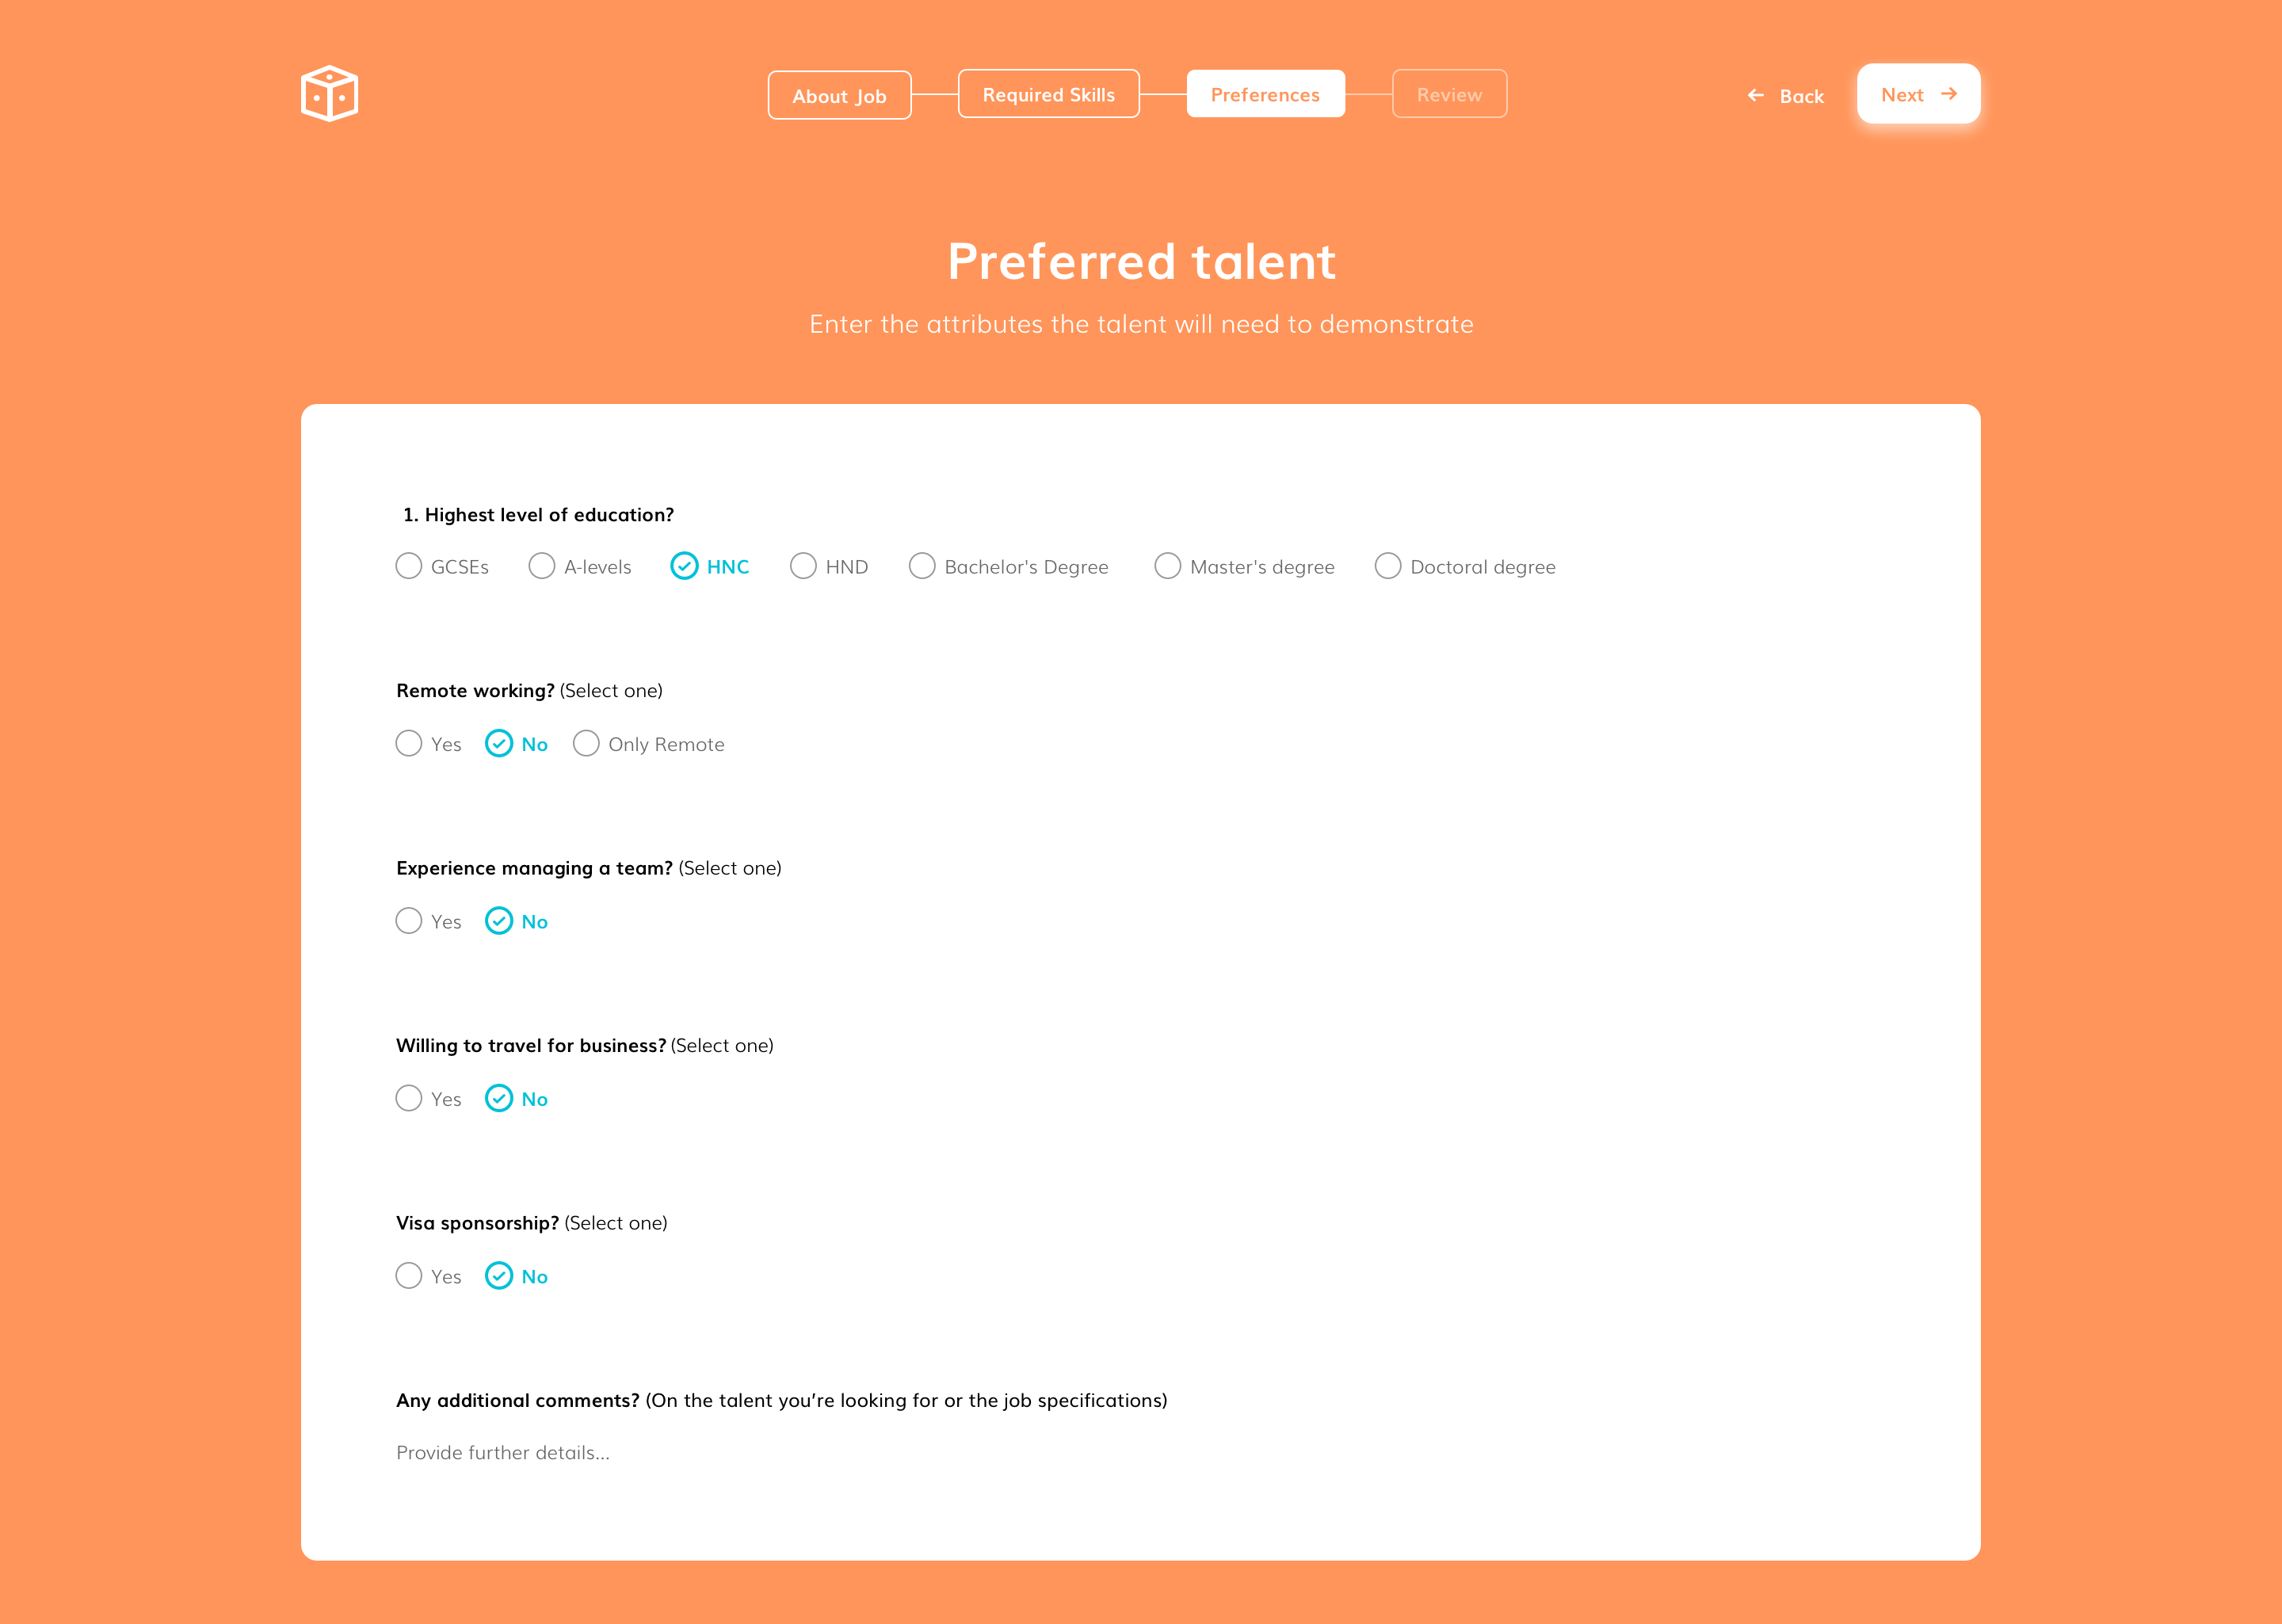 About Job
Required Skills
Preferences
Review
Back
Next
Preferred talent
Enter the attributes the talent will need to demonstrate
1. Highest level of education?
GCSEs A-levels HNC HND Bachelor's Degree Master's degree Doctoral degree
Remote working? (Select one)
Yes No Only Remote
Experience managing a team? (Select one)
Yes No
Willing to travel for business? (Select one)
Yes No
Visa sponsorship? (Select one)
Yes No
Any additional comments? (On the talent you’re looking for or the job specifications)
Provide further details...